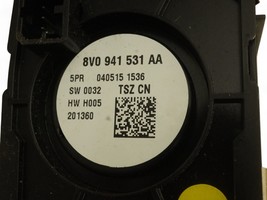 8V0 941 531 AA
5PR 040515 1536
SW 0032 TSZ CN
HW H005
201360